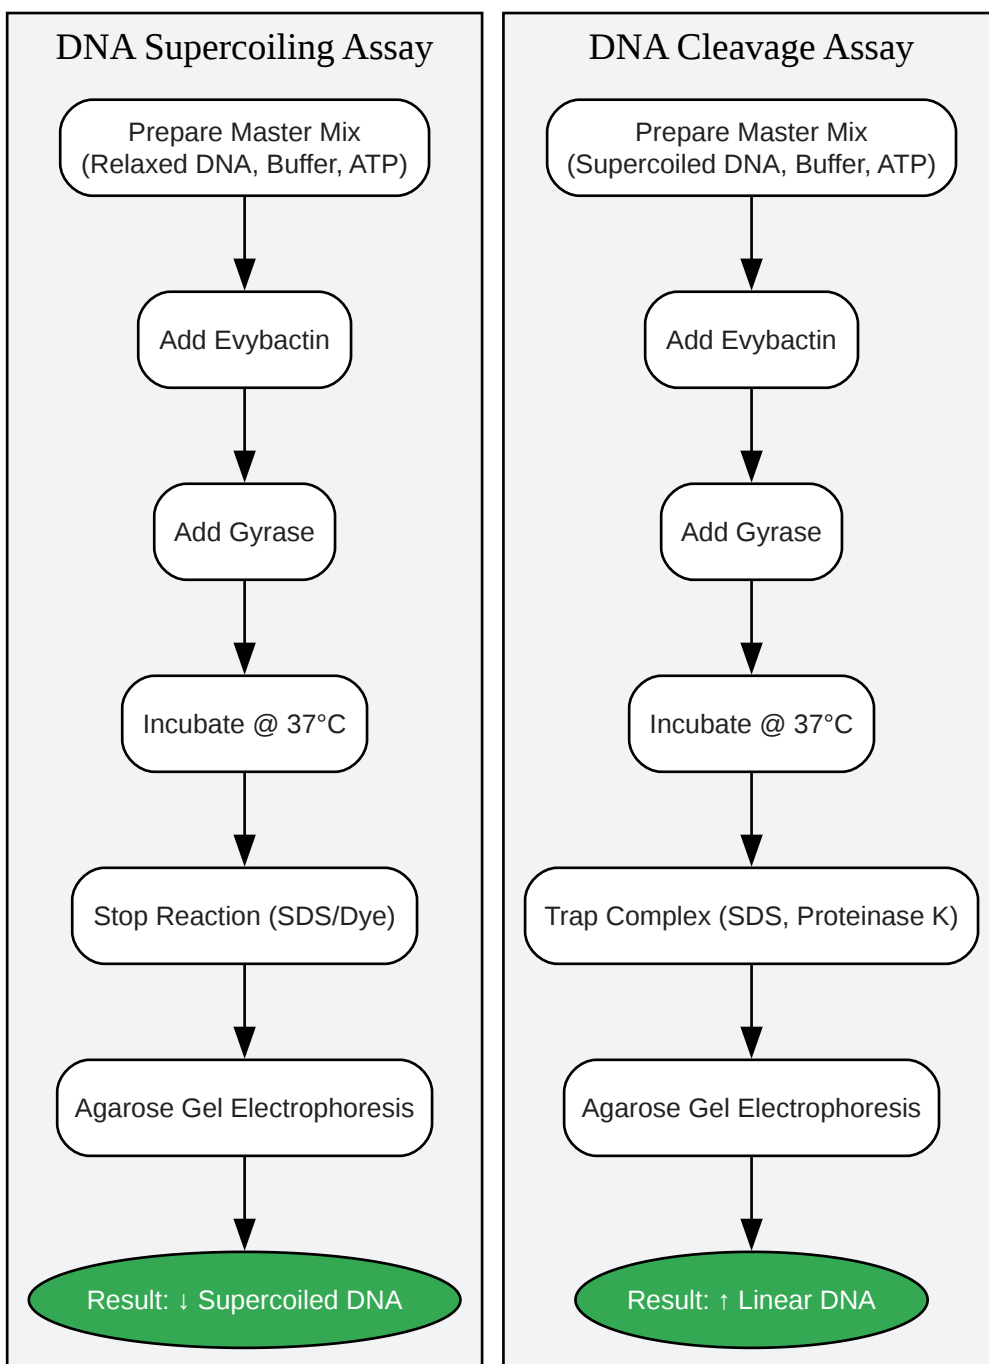 DNA Supercoiling Assay
Prepare Master Mix
(Relaxed DNA, Buffer, ATP)
Add Evybactin
Add Gyrase
Incubate @ 37°C
Stop Reaction (SDS/Dye)
Agarose Gel Electrophoresis
Result: ↓ Supercoiled DNA
DNA Cleavage Assay
Prepare Master Mix
(Supercoiled DNA, Buffer, ATP)
Add Evybactin
Add Gyrase
Incubate @ 37°C
Trap Complex (SDS, Proteinase K)
Agarose Gel Electrophoresis
Result: ↑ Linear DNA